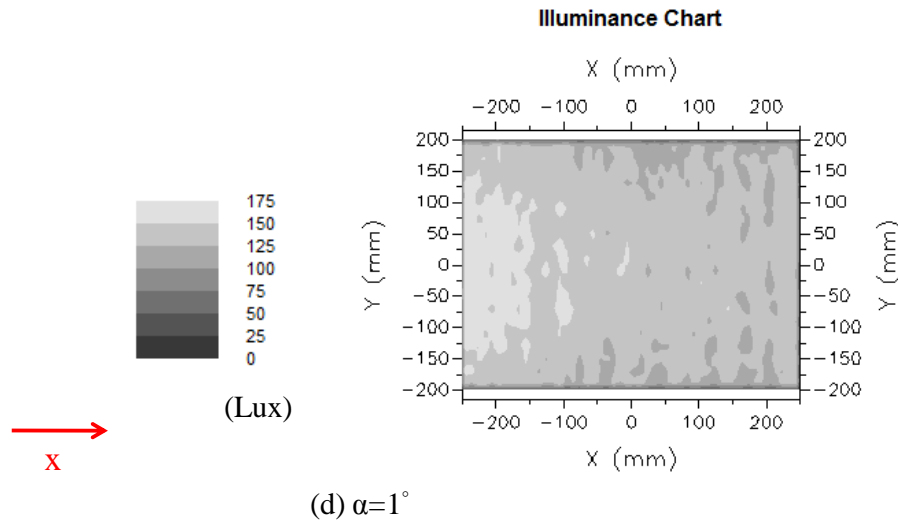 Illuminance Chart
X (mm)
−200 −100 0 100 200
200 200
150 150
175
150
100 100
125
50 50
100
Y (mm) 0 0 Y (mm)
75
−50 −50
50
−100 −100
25
0
−150 −150
−200 −200
(Lux)
−200 −100 0 100 200
x
X (mm)
(d) α=1°